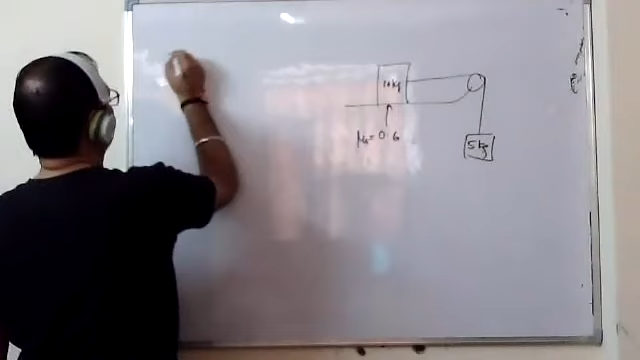 10kg
μs = 0.6
5kg